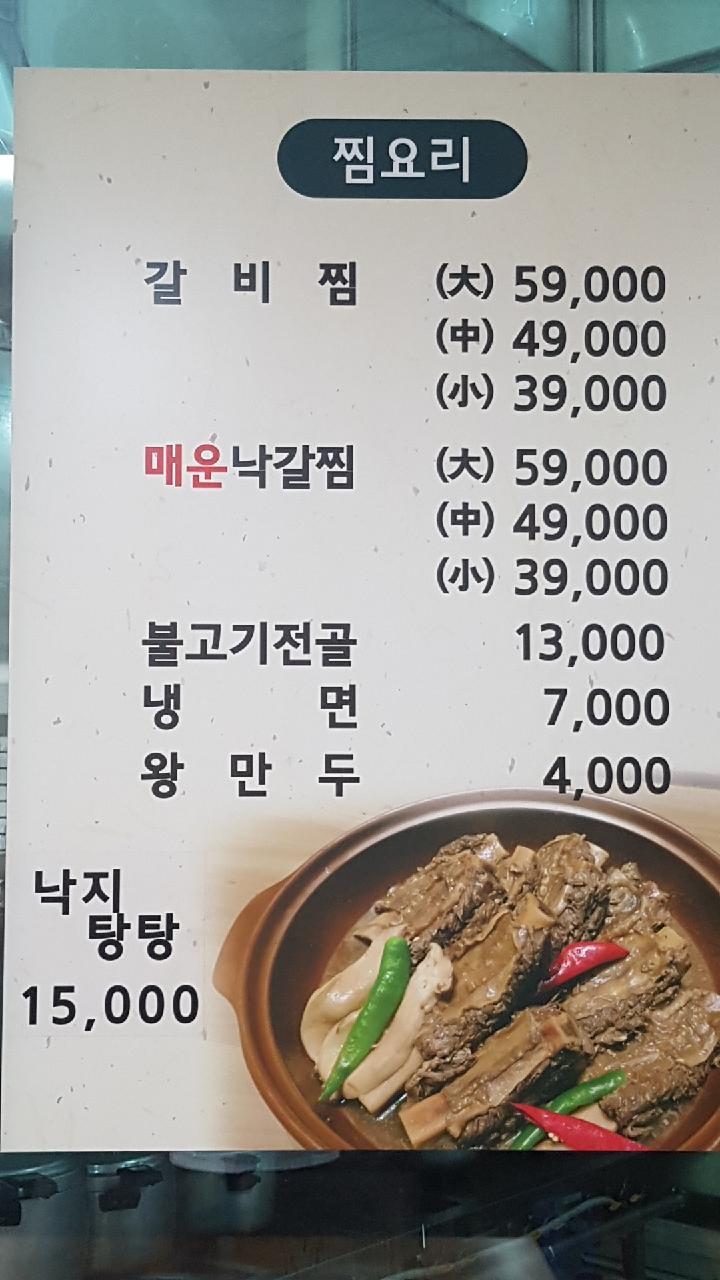 찜요리
갈 비 찜 (大) 59,000
(中) 49,000
(小) 39,000
매운낙갈찜 (大) 59,000
(中) 49,000
(小) 39,000
불고기전골 13,000
냉 면 7,000
왕 만 두 4,000
낙지
탕탕
15,000